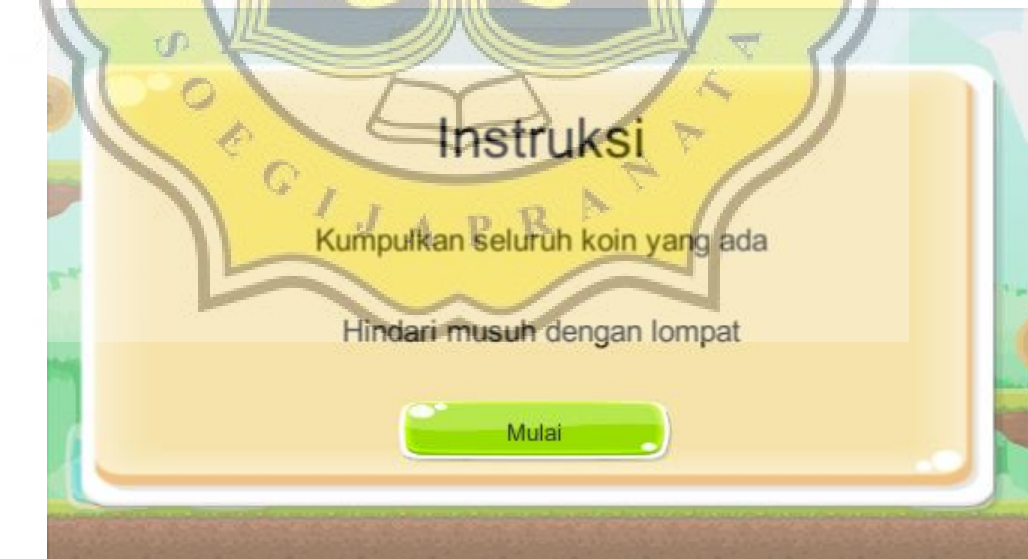 SOEGIJAPRANATA
Instruksi
Kumpulkan seluruh koin yang ada
Hindari musuh dengan lompat
Mulai